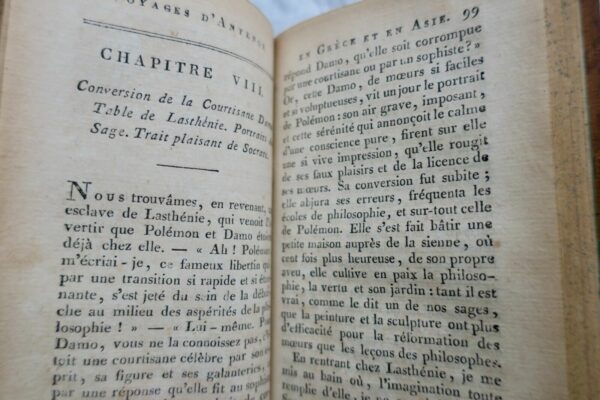 VOYAGES D'ANTÉNOR
CHAPITRE VIII.
Conversion de la Courtisane Damo.
Table de Lasthénie. Portrait du
Sage. Trait plaisant de Socrate.
Nous trouvâmes, en revenant, un
esclave de Lasthénie, qui venoit l'
vertir que Polémon et Damo étoient
déjà chez elle. — « Ah ! Polémon,
m'écriai-je, ce fameux libertin qui
par une transition si rapide et si éton-
nante, s'est jeté du sein de la débau-
che au milieu des aspérités de la phi-
losophie ! » — « Lui-même. Pour
Damo, vous ne la connoissez pas, c'
toit une courtisane célèbre par son es-
prit, sa figure et ses galanteries,
par une réponse qu'elle fit au sophiste
EN GRÈCE ET EN ASIE. 99
répond Damo, qu'elle soit corrompue
par une courtisane ou par un sophiste? »
Or, cette Damo, de mœurs si faciles
et si voluptueuses, vit un jour le portrait
de Polémon : son air grave, imposant,
et cette sérénité qui annonçoit le calme
d'une conscience pure, firent sur elle
une si vive impression, qu'elle rougit
de ses faux plaisirs et de la licence de
ses mœurs. Sa conversion fut subite ;
elle abjura ses erreurs, fréquenta les
écoles de philosophie, et sur-tout celle
de Polémon. Elle s'est fait bâtir une
petite maison auprès de la sienne, où
cent fois plus heureuse, de son propre
aveu, elle cultive en paix la philoso-
phie, la vertu et son jardin : tant il est
vrai, comme le dit un de nos sages,
que la peinture et la sculpture ont plus
d'efficacité pour la réformation des
mœurs que les leçons des philosophes.
En rentrant chez Lasthénie, je me
mis au bain où, l'imagination toute
remplie d'elle, je